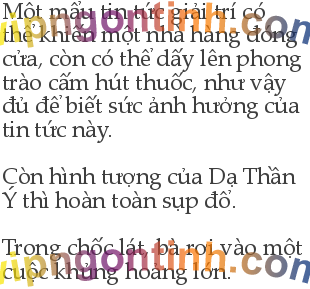 Một mẩu tin tức giải trí có
thể khiến một nhà hàng đóng
cửa, còn có thể dấy lên phong
trào cấm hút thuốc, như vậy
đủ để biết sức ảnh hưởng của
tin tức này.
Còn hình tượng của Dạ Thần
Ý thì hoàn toàn sụp đổ.
Trong chốc lát, bà rơi vào một
cuộc khủng hoảng lớn.